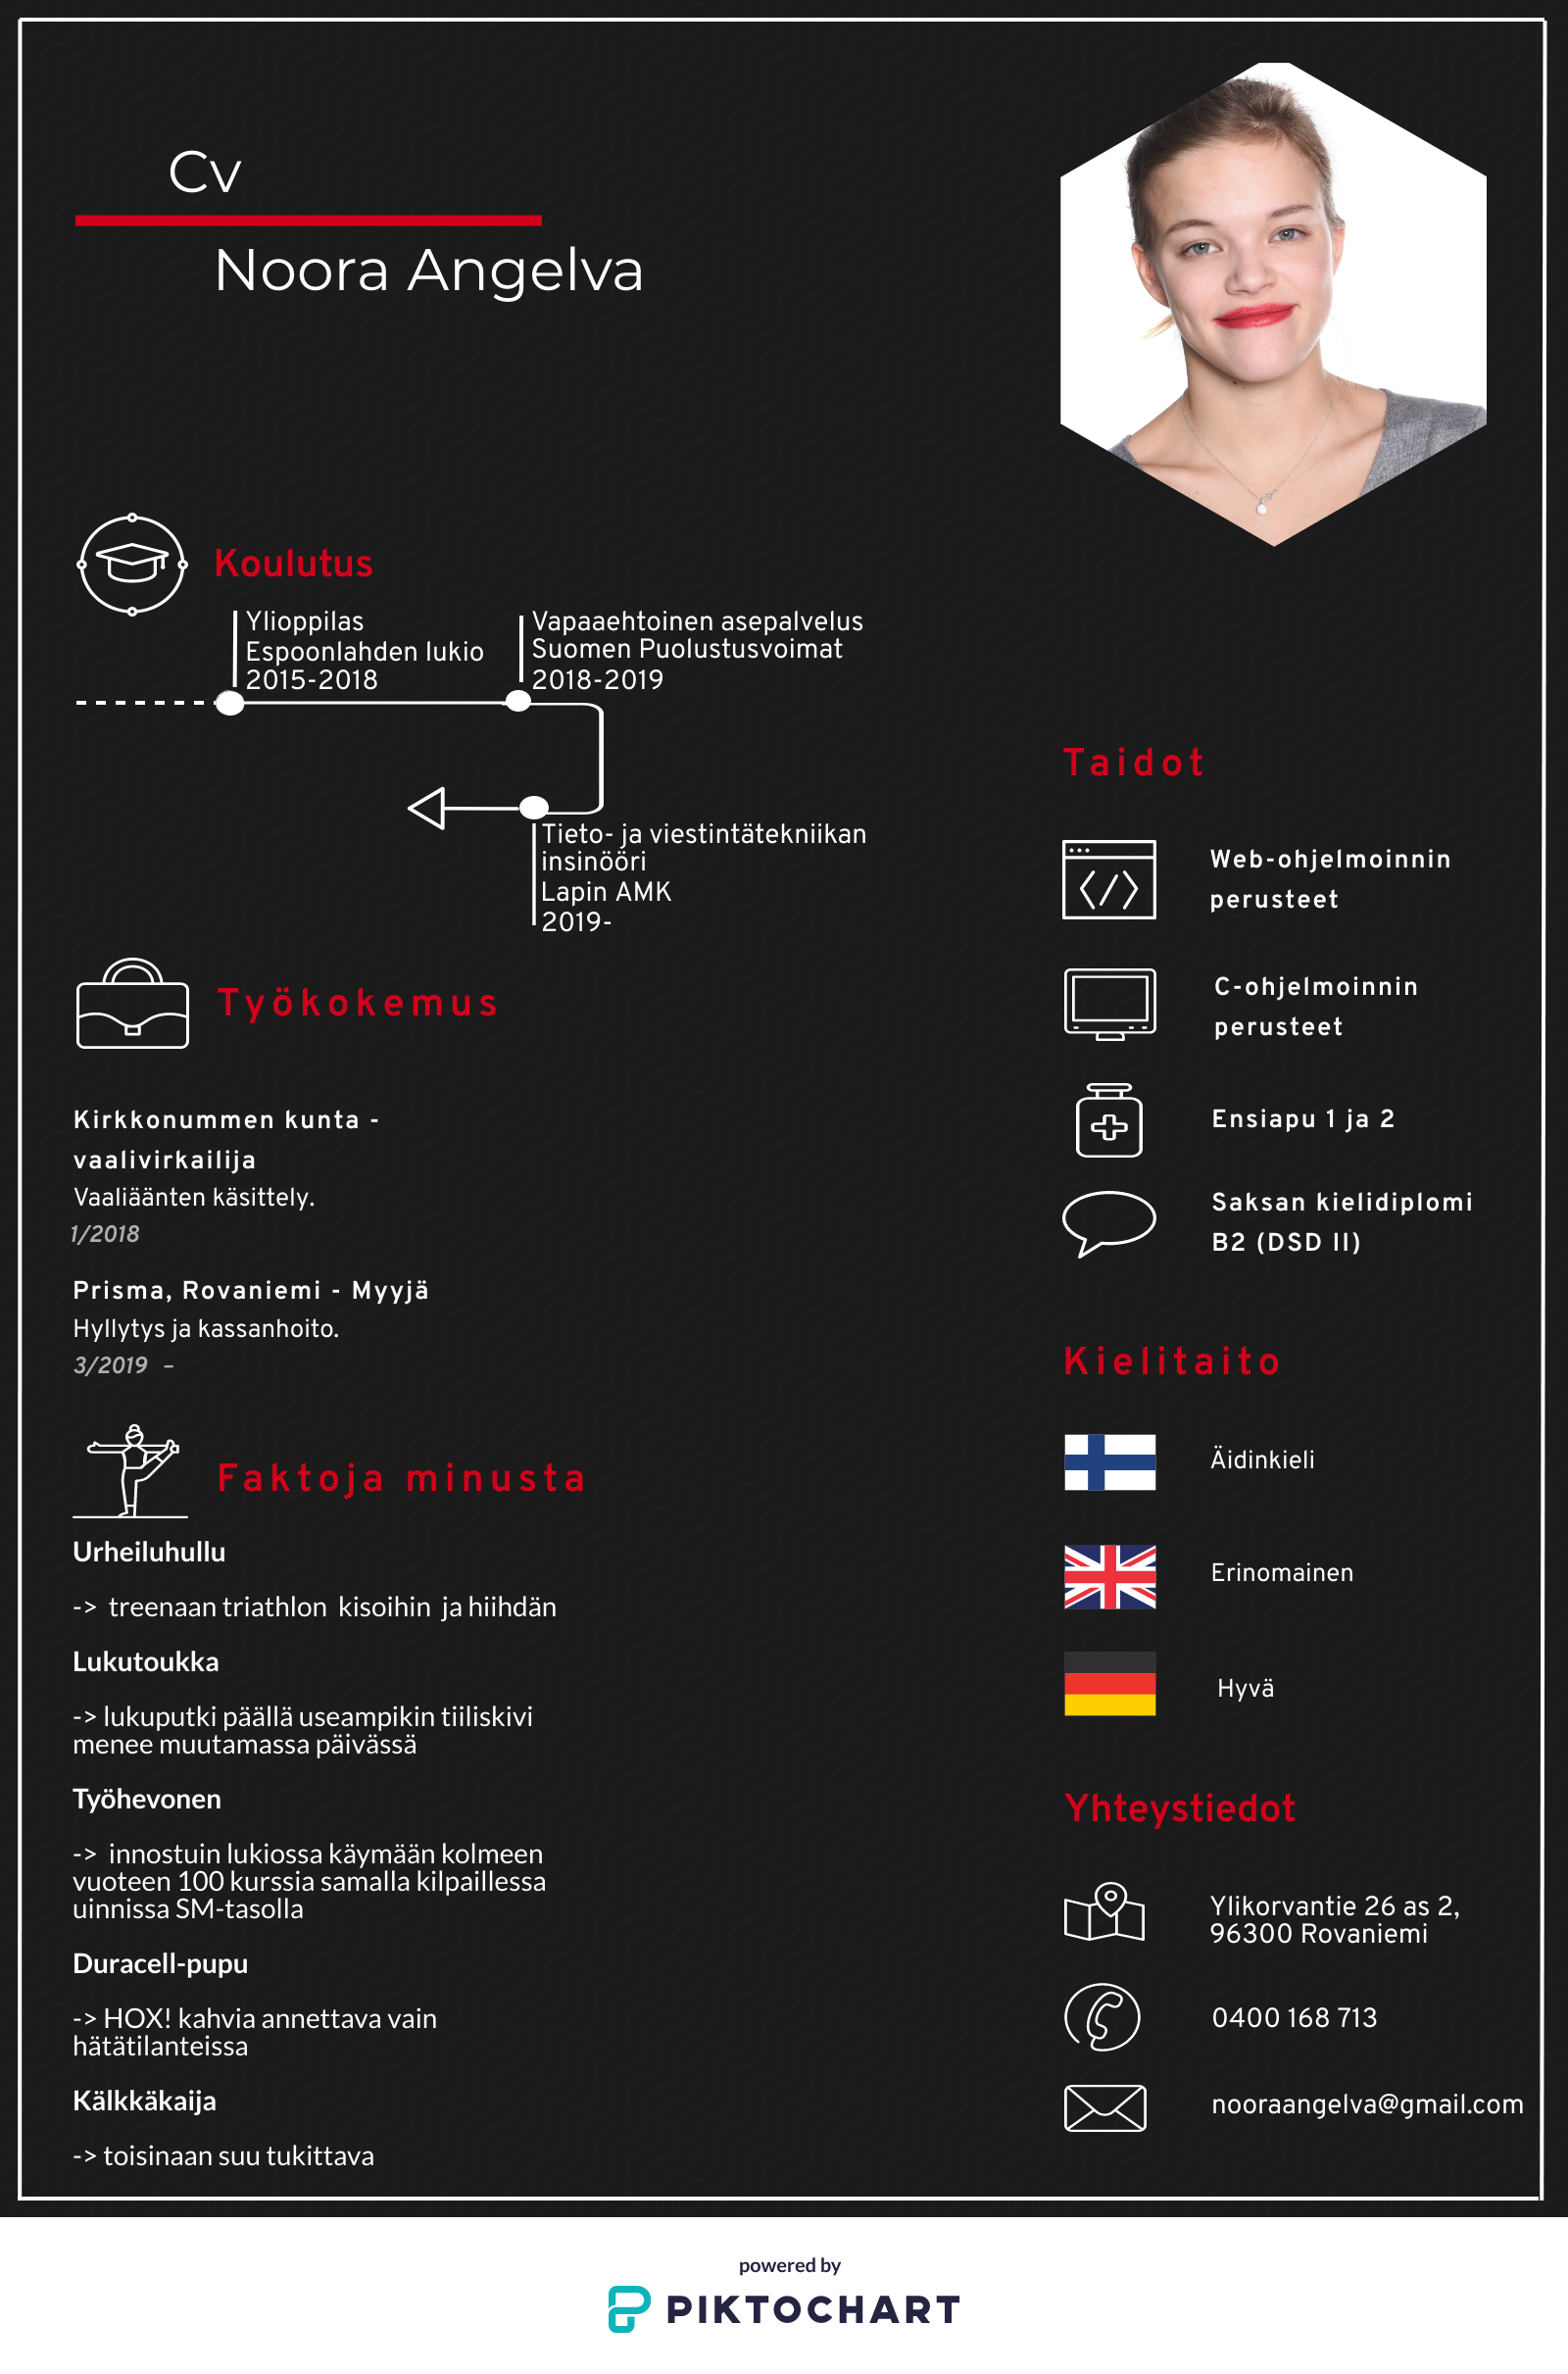 Cv
Noora Angelva
Koulutus
Ylioppilas
Espoonlahden lukio
2015-2018
Vapaaehtoinen asepalvelus
Suomen Puolustusvoimat
2018-2019
Tieto- ja viestintätekniikan
insinööri
Lapin AMK
2019-
Työkokemus
Kirkkonummen kunta -
vaalivirkailija
Vaaliäänten käsittely.
1/2018
Prisma, Rovaniemi - Myyjä
Hyllytys ja kassanhoito.
3/2019 –
Faktoja minusta
Urheiluhullu
-> treenaan triathlon kisoihin ja hiihdän
Lukutoukka
-> lukuputki päällä useampikin tiiliskivi
menee muutamassa päivässä
Työhevonen
-> innostuin lukiossa käymään kolmeen
vuoteen 100 kurssia samalla kilpaillessa
uinnissa SM-tasolla
Duracell-pupu
-> HOX! kahvia annettava vain
hätätilanteissa
Kälkkäkaija
-> toisinaan suu tukittava
Taidot
Web-ohjelmoinnin
perusteet
C-ohjelmoinnin
perusteet
Ensiapu 1 ja 2
Saksan kielidiplomi
B2 (DSD II)
Kielitaito
Äidinkieli
Erinomainen
Hyvä
Yhteystiedot
Ylikorvantie 26 as 2,
96300 Rovaniemi
0400 168 713
nooraangelva@gmail.com
powered by
PIKTOCHART